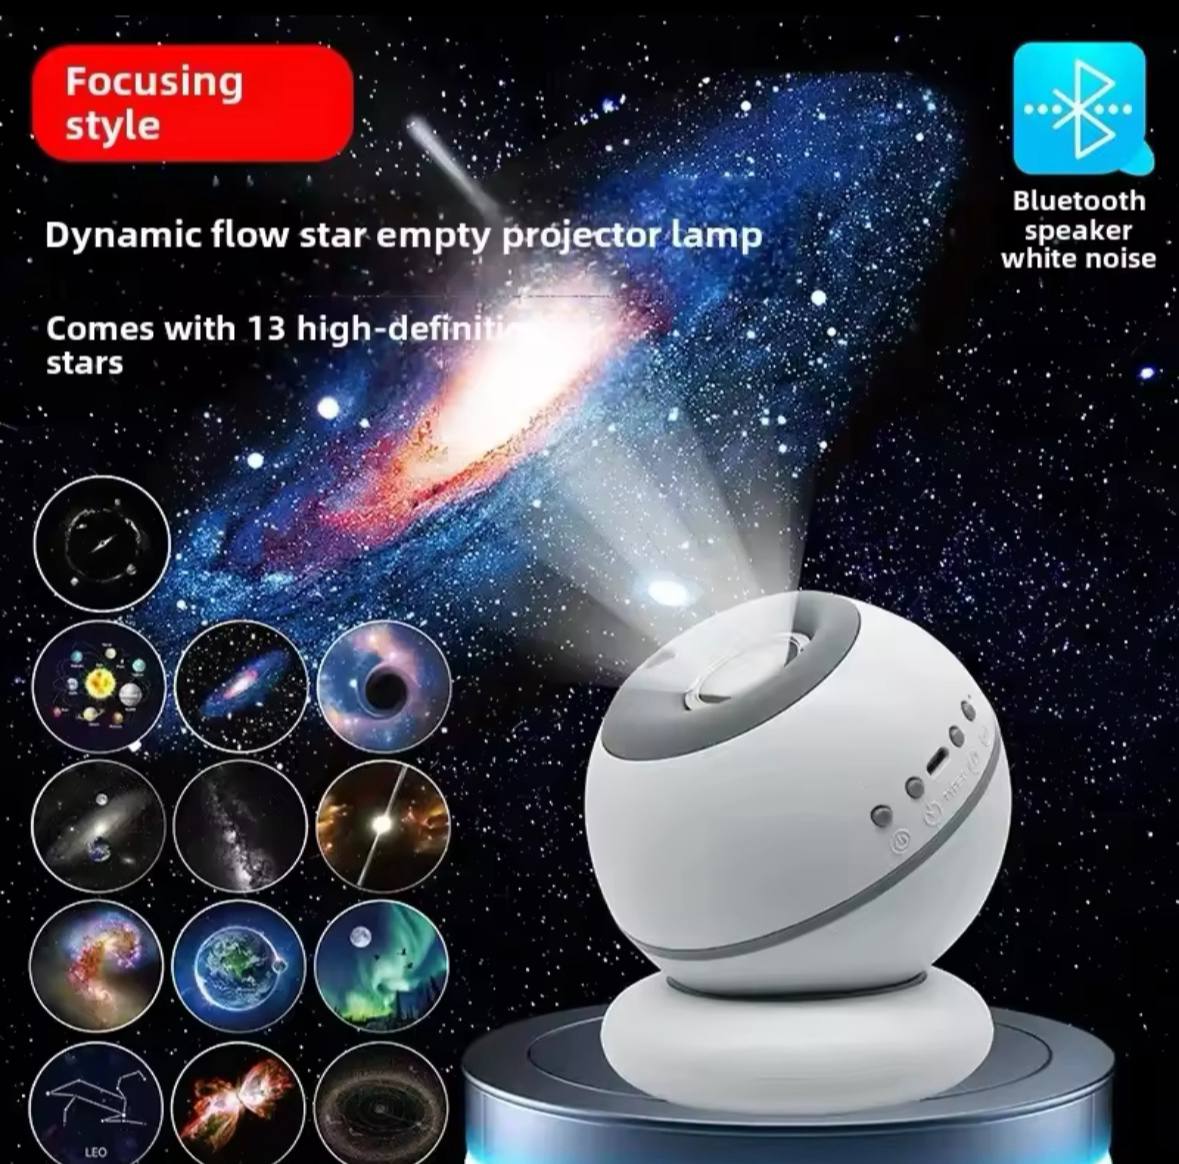 Focusing
style
Bluetooth
speaker
white noise
Dynamic flow star empty projector lamp
Comes with 13 high-definiti
stars
LEO